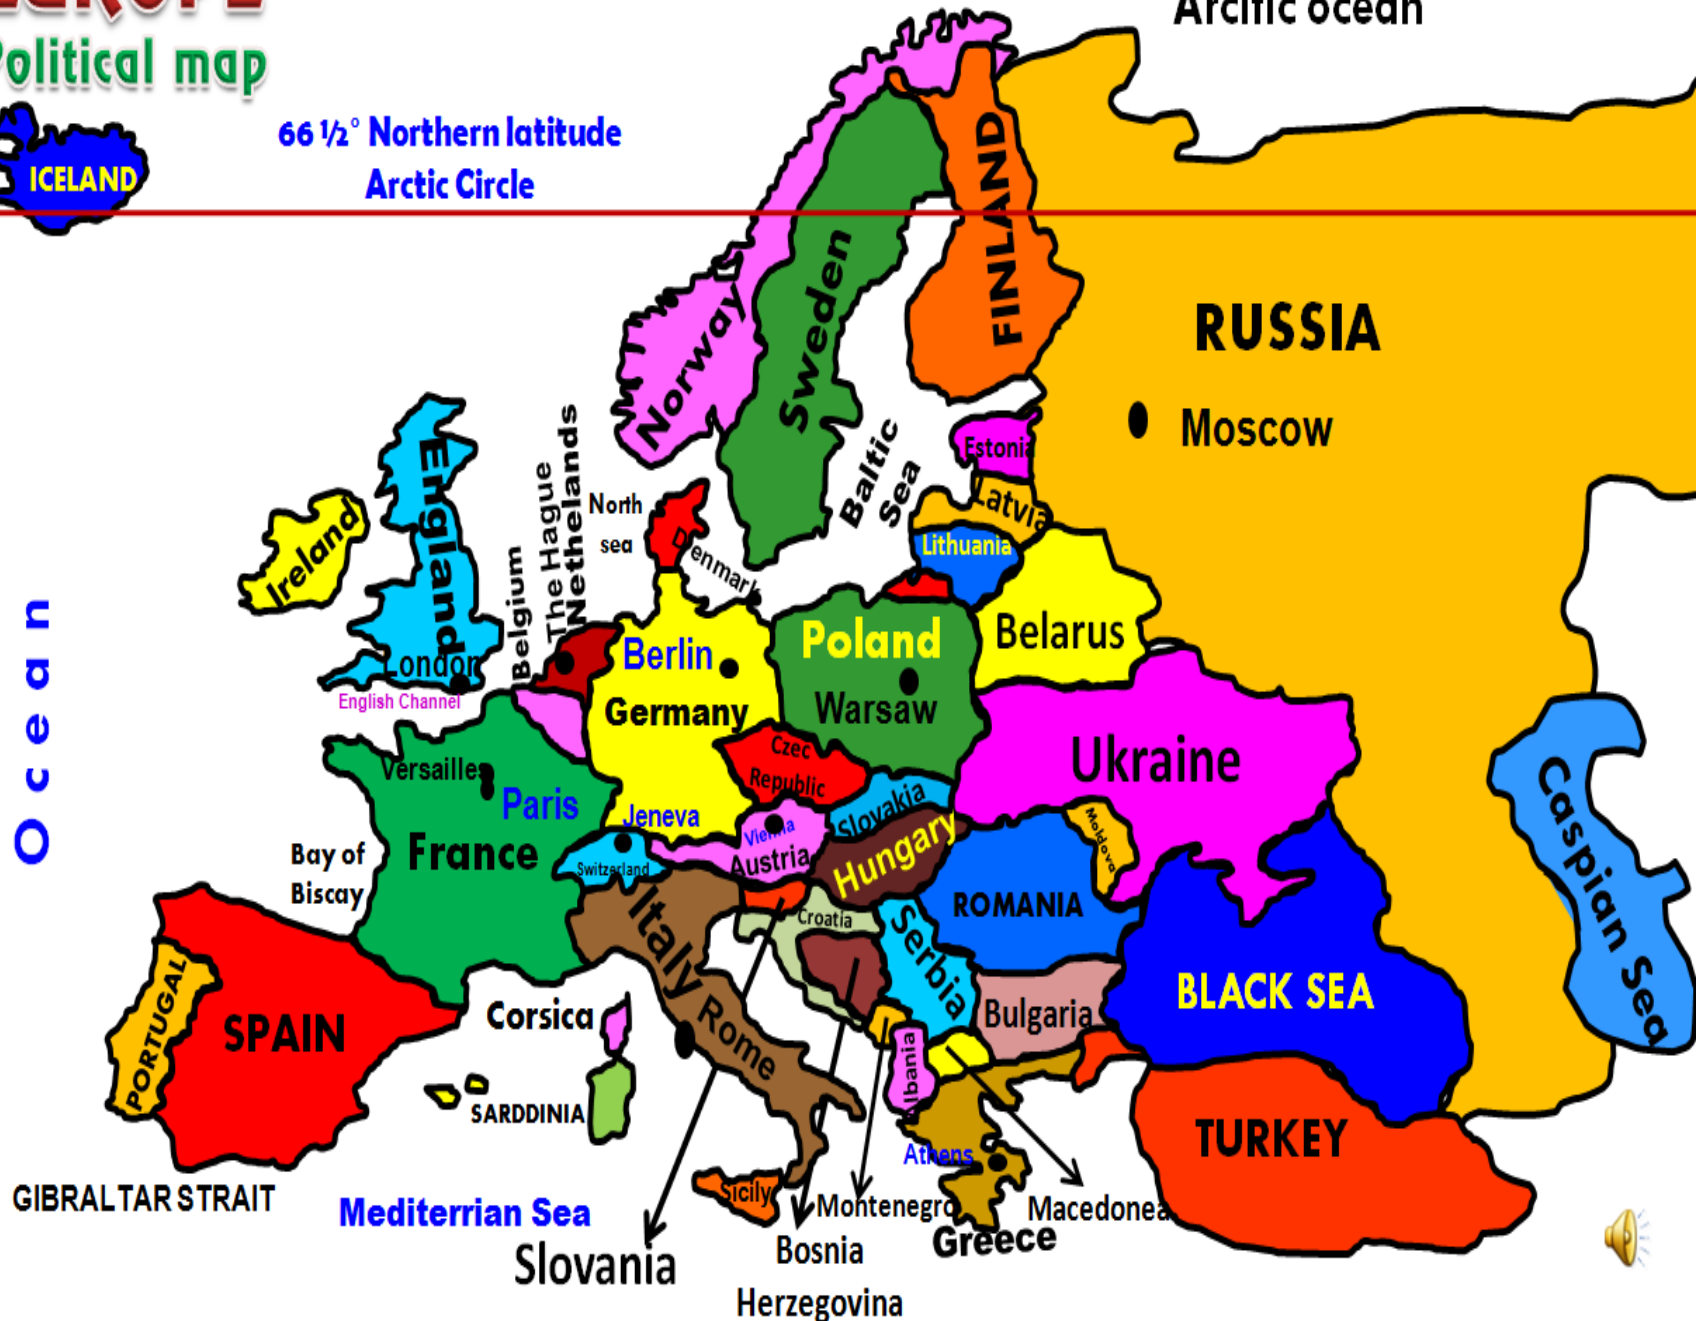 EUROPE
Political map
Arcific ocean
ICELAND
66 ½° Northern latitude
Arctic Circle
FINLAND
Sweden
Norway
RUSSIA
Moscow
Baltic
Sea
Estonia
Latvia
Lithuania
England
London
Ireland
North
sea
Denmark
Belgium
The Hague
Nethelands
English Channel
Berlin
Germany
Poland
Warsaw
Belarus
Ukraine
Czec
Republic
Slovakia
Versailles
Paris
France
Jeneva
Switzerland
Vienna
Austria
Hungary
Moldova
ROMANIA
Ocean
Bay of
Biscay
Italy
Rome
Croatia
Serbia
Bulgaria
BLACK SEA
Caspian Sea
PORTUGAL
SPAIN
Corsica
SARDDINIA
Albania
TURKEY
Athens
Greece
GIBRALTAR STRAIT
Mediterrian Sea
Sicily
Slovania
Bosnia
Herzegovina
Montenegro
Macedonea